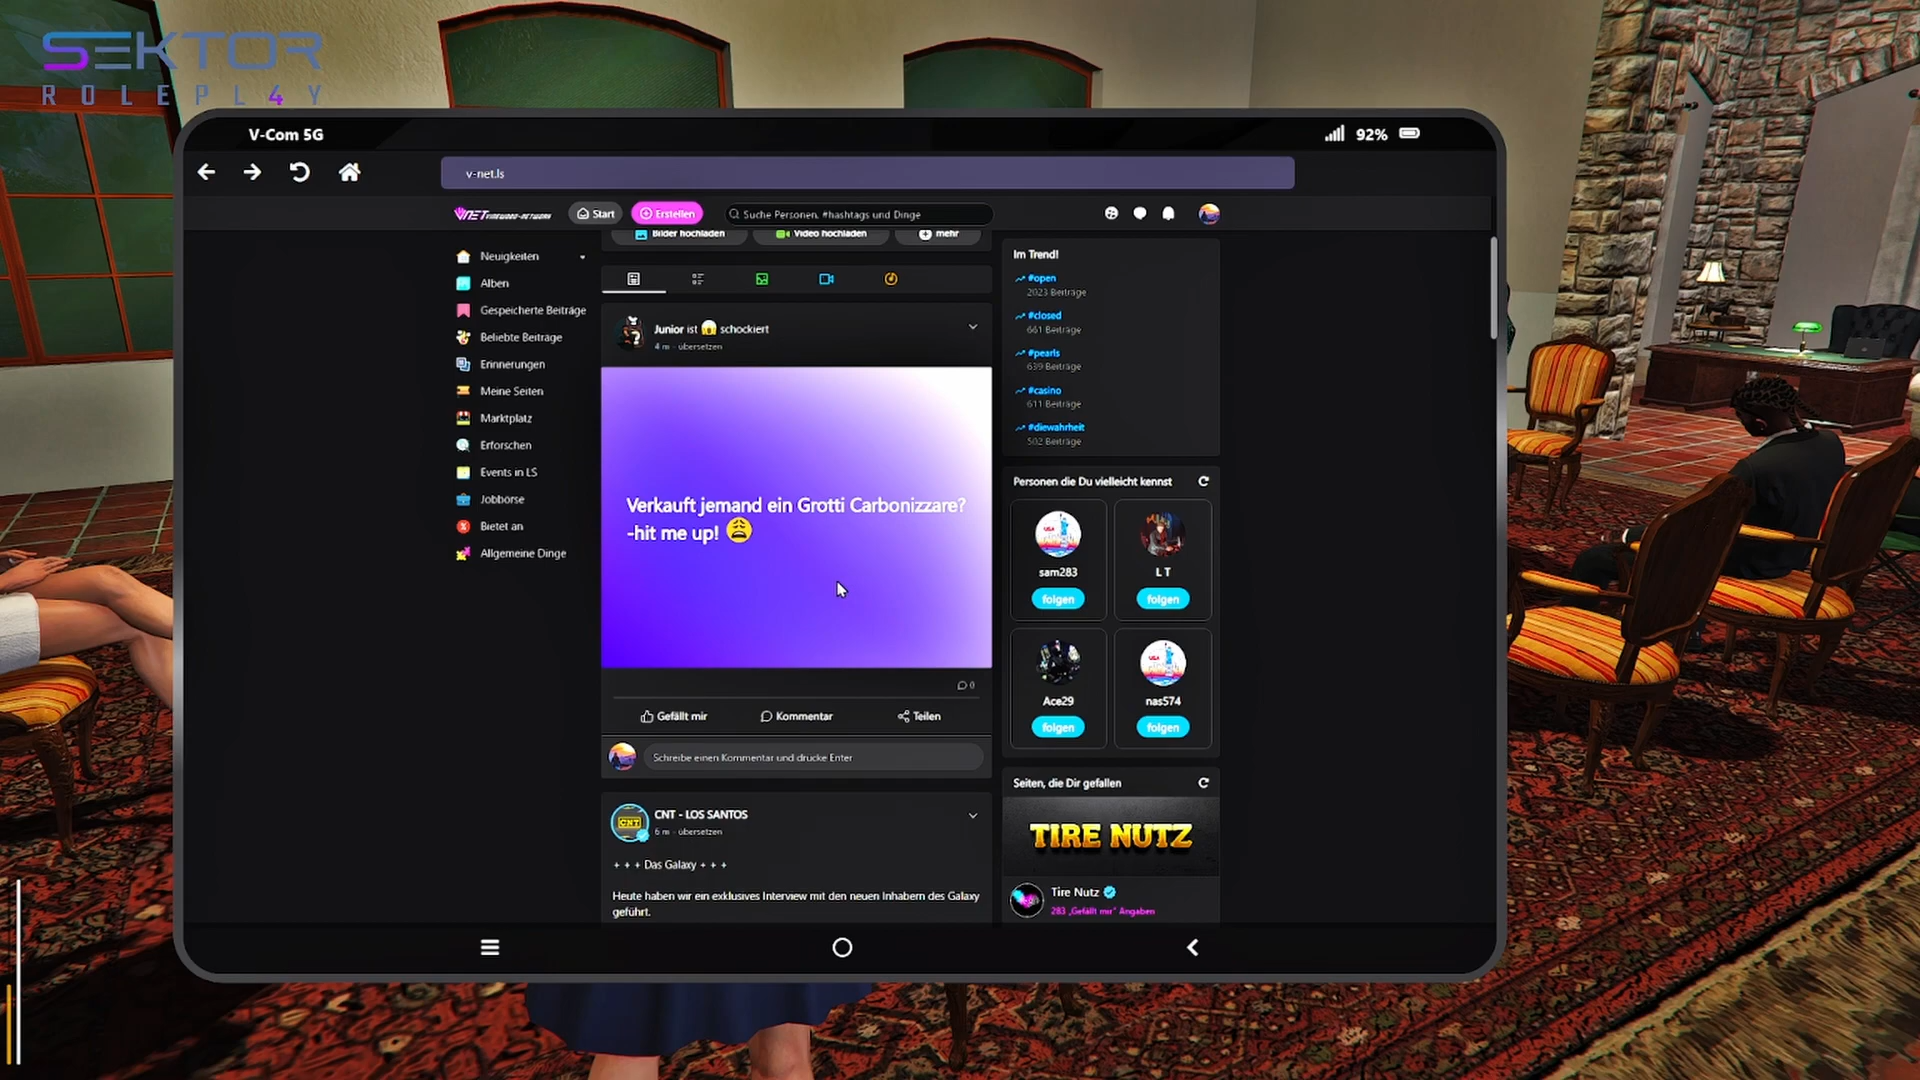 SEKTOR
ROLEPL4Y
V-Com 5G
92%
v-net.ls
VNET VINEWOOD-NETWORK
Start
Erstellen
Suche Personen, #hashtags und Dinge
Neuigkeiten
Alben
Gespeicherte Beiträge
Beliebte Beiträge
Erinnerungen
Meine Seiten
Marktplatz
Erforschen
Events in LS
Jobbörse
Bietet an
Allgemeine Dinge
Bilder hochladen
Video hochladen
mehr
Junior ist 😱 schockiert
4 m - übersetzen
Verkauft jemand ein Grotti Carbonizzare?
-hit me up! 😩
0
Gefällt mir
Kommentar
Teilen
Schreibe einen Kommentar und drücke Enter
CNT
CNT - LOS SANTOS
6 m - übersetzen
+ + + Das Galaxy + + +
Heute haben wir ein exklusives Interview mit den neuen Inhabern des Galaxy
geführt.
Im Trend!
#open
2023 Beiträge
#closed
661 Beiträge
#pearls
639 Beiträge
#casino
611 Beiträge
#diewahrheit
502 Beiträge
Personen die Du vielleicht kennst
sam283
folgen
L T
folgen
Ace29
folgen
nas574
folgen
Seiten, die Dir gefallen
TIRE NUTZ
Tire Nutz
283 „Gefällt mir" Angaben